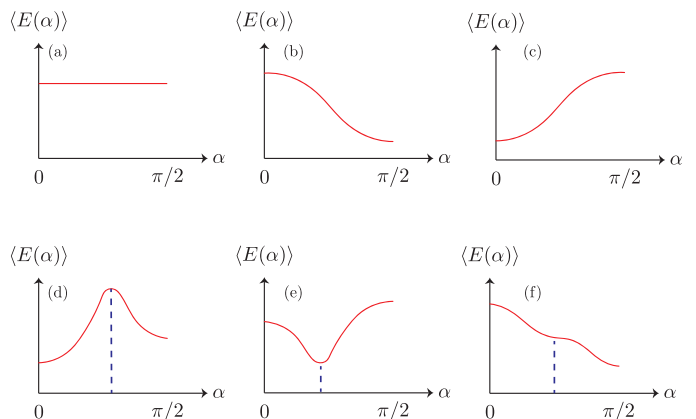 ⟨E(α)⟩ ⟨E(α)⟩ ⟨E(α)⟩
(a) (b) (c)
α α α
0 π/2 0 π/2 0 π/2
⟨E(α)⟩ ⟨E(α)⟩ ⟨E(α)⟩
(d) (e) (f)
α α α
0 π/2 0 π/2 0 π/2